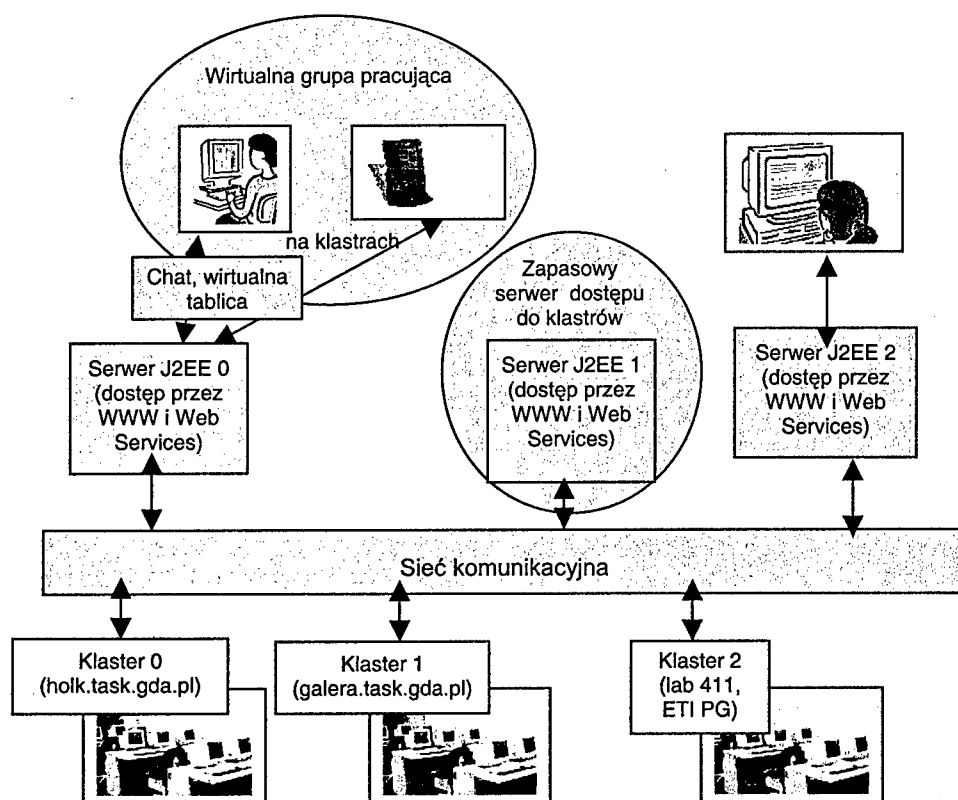 Wirtualna grupa pracująca
na klastrach
Chat, wirtualna
tablica
Zapasowy
serwer dostępu
do klastrów
Serwer J2EE 0
(dostęp przez
WWW i Web
Services)
Serwer J2EE 1
(dostęp przez
WWW i Web
Services)
Serwer J2EE 2
(dostęp przez
WWW i Web
Services)
Sieć komunikacyjna
Klaster 0
(holk.task.gda.pl)
Klaster 1
(galera.task.gda.pl)
Klaster 2
(lab 411,
ETI PG)